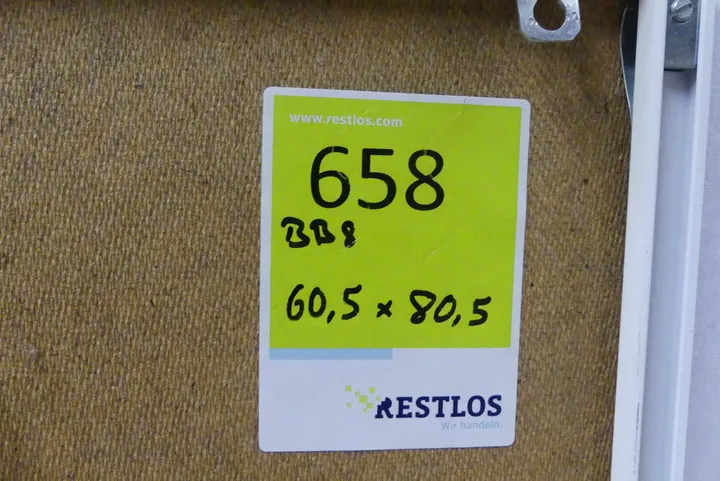 www.restlos.com
658
BB8
60,5 x 80,5
RESTLOS
Wir handeln.